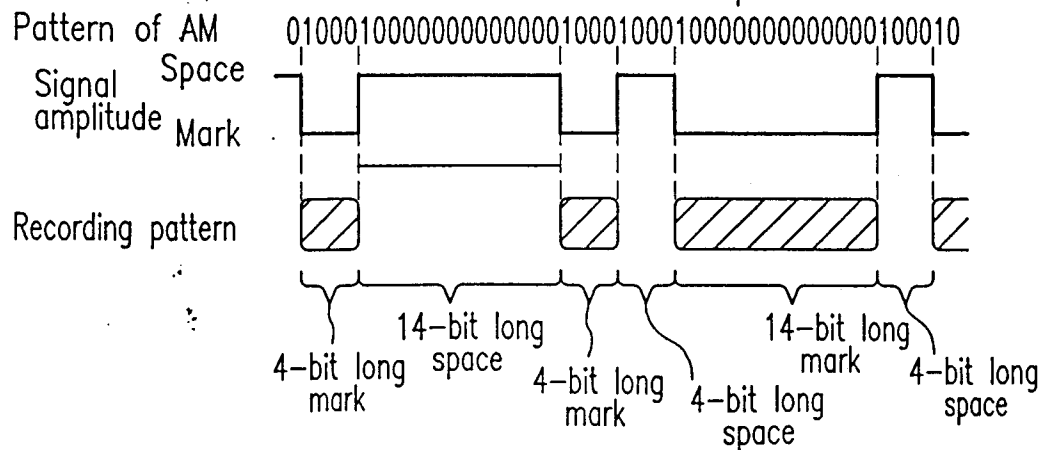 Pattern of AM 01000100000000000001000100010000000000000100010
Space
Signal
amplitude
Mark
Recording pattern
4-bit long
mark
14-bit long
space
4-bit long
mark
4-bit long
space
14-bit long
mark
4-bit long
space